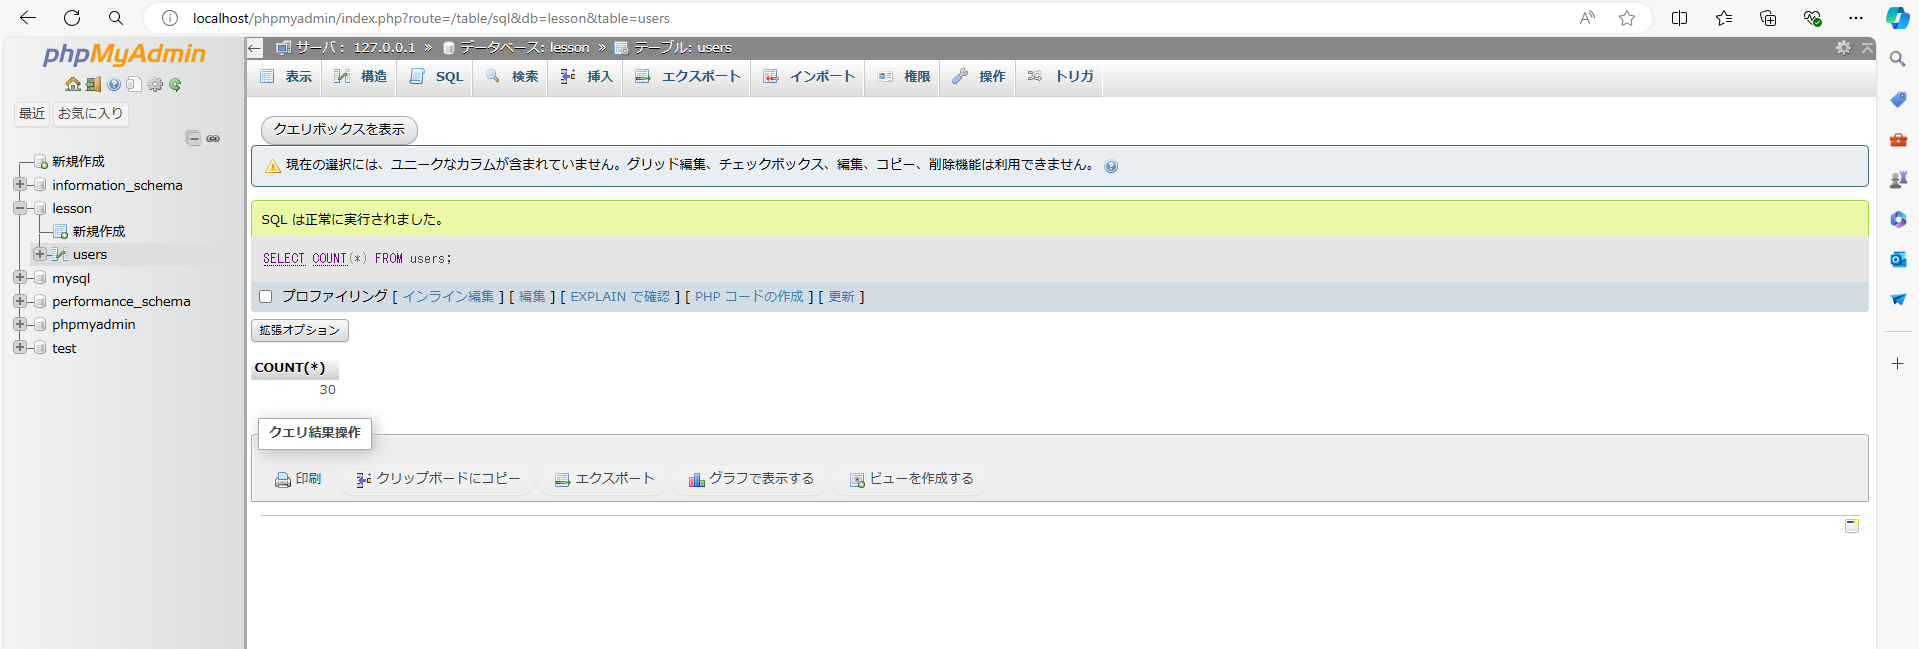 localhost/phpmyadmin/index.php?route=/table/sql&db=lesson&table=users
phpMyAdmin
最近 お気に入り
新規作成
information_schema
lesson
新規作成
users
mysql
performance_schema
phpmyadmin
test
サーバ: 127.0.0.1 » データベース: lesson » テーブル: users
表示 構造 SQL 検索 挿入 エクスポート インポート 権限 操作 トリガ
クエリボックスを表示
現在の選択には、ユニークなカラムが含まれていません。グリッド編集、チェックボックス、編集、コピー、削除機能は利用できません。
SQL は正常に実行されました。
SELECT COUNT(*) FROM users;
プロファイリング [ インライン編集 ] [ 編集 ] [ EXPLAIN で確認 ] [ PHP コードの作成 ] [ 更新 ]
拡張オプション
COUNT(*)
30
クエリ結果操作
印刷 クリップボードにコピー エクスポート グラフで表示する ビューを作成する